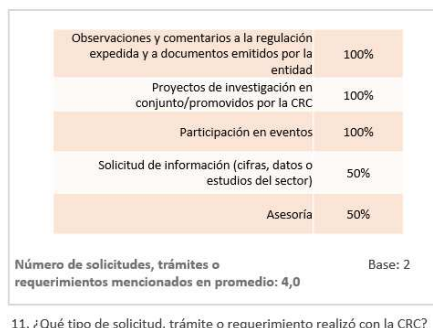 Observaciones y comentarios a la regulación
expedida y a documentos emitidos por la
entidad
100%
Proyectos de investigación en
conjunto/promovidos por la CRC
100%
Participación en eventos
100%
Solicitud de información (cifras, datos o
estudios del sector)
50%
Asesoría
50%
Número de solicitudes, trámites o
requerimientos mencionados en promedio: 4,0
Base: 2
11. ¿Qué tipo de solicitud, trámite o requerimiento realizó con la CRC?